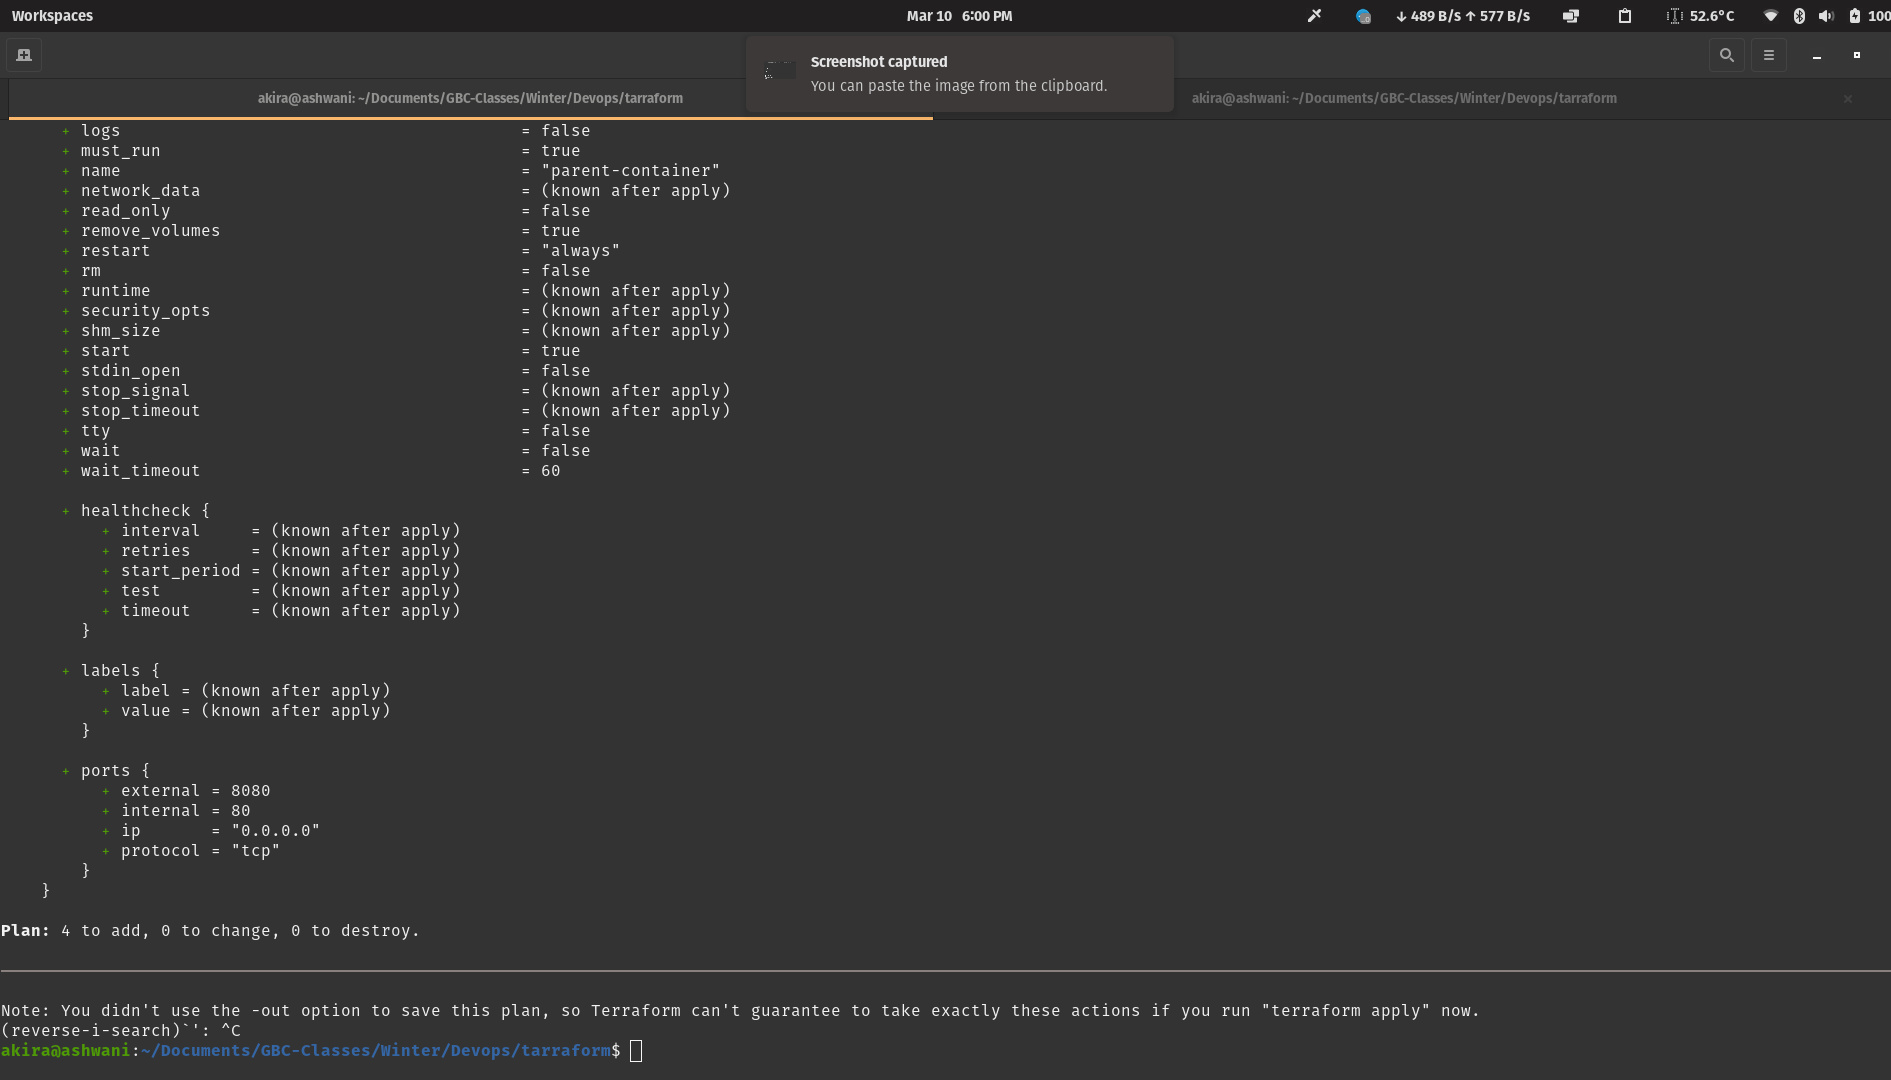 Workspaces
Mar 10 6:00 PM
↓ 489 B/s ↑ 577 B/s
52.6°C
100
Screenshot captured
You can paste the image from the clipboard.
akira@ashwani: ~/Documents/GBC-Classes/Winter/Devops/tarraform
akira@ashwani: ~/Documents/GBC-Classes/Winter/Devops/tarraform
+ logs = false
+ must_run = true
+ name = "parent-container"
+ network_data = (known after apply)
+ read_only = false
+ remove_volumes = true
+ restart = "always"
+ rm = false
+ runtime = (known after apply)
+ security_opts = (known after apply)
+ shm_size = (known after apply)
+ start = true
+ stdin_open = false
+ stop_signal = (known after apply)
+ stop_timeout = (known after apply)
+ tty = false
+ wait = false
+ wait_timeout = 60
+ healthcheck {
+ interval = (known after apply)
+ retries = (known after apply)
+ start_period = (known after apply)
+ test = (known after apply)
+ timeout = (known after apply)
}
+ labels {
+ label = (known after apply)
+ value = (known after apply)
}
+ ports {
+ external = 8080
+ internal = 80
+ ip = "0.0.0.0"
+ protocol = "tcp"
}
}
Plan: 4 to add, 0 to change, 0 to destroy.
Note: You didn't use the -out option to save this plan, so Terraform can't guarantee to take exactly these actions if you run "terraform apply" now.
(reverse-i-search)`': ^C
akira@ashwani:~/Documents/GBC-Classes/Winter/Devops/tarraform$